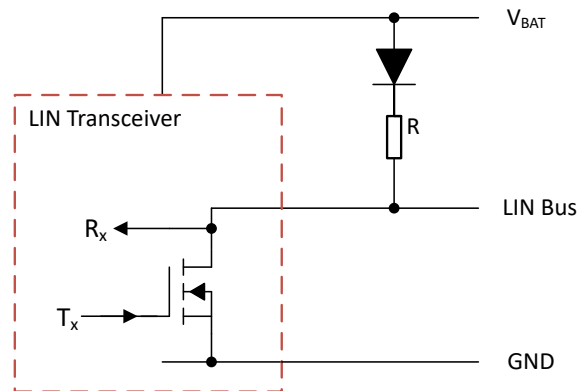 V_BAT
LIN Transceiver
R
LIN Bus
R_x
T_x
GND